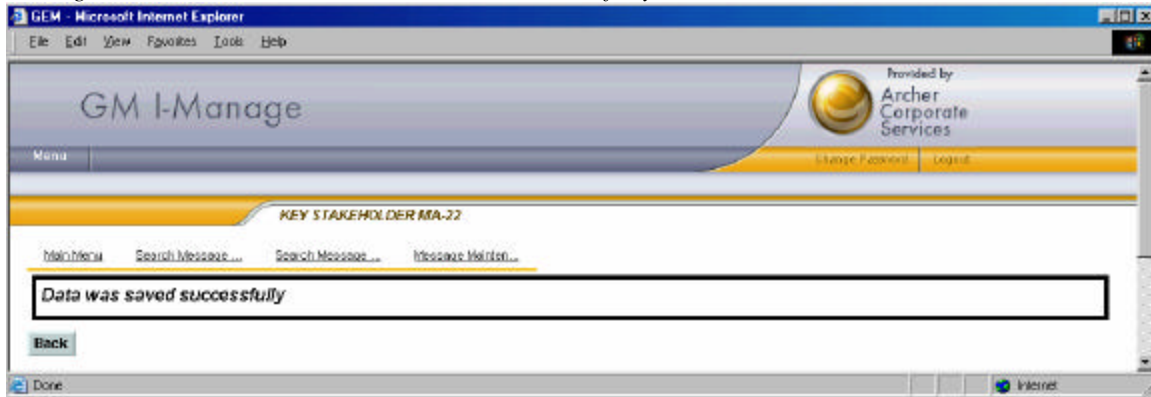 GEM - Microsoft Internet Explorer
File Edit View Favorites Tools Help
GM I-Manage
Provided by
Archer
Corporate
Services
Menu
Change Password Logout
KEY STAKEHOLDER MA-22
Main Menu Search Message ... Search Message ... Message Mainten...
Data was saved successfully
Back
Done Internet